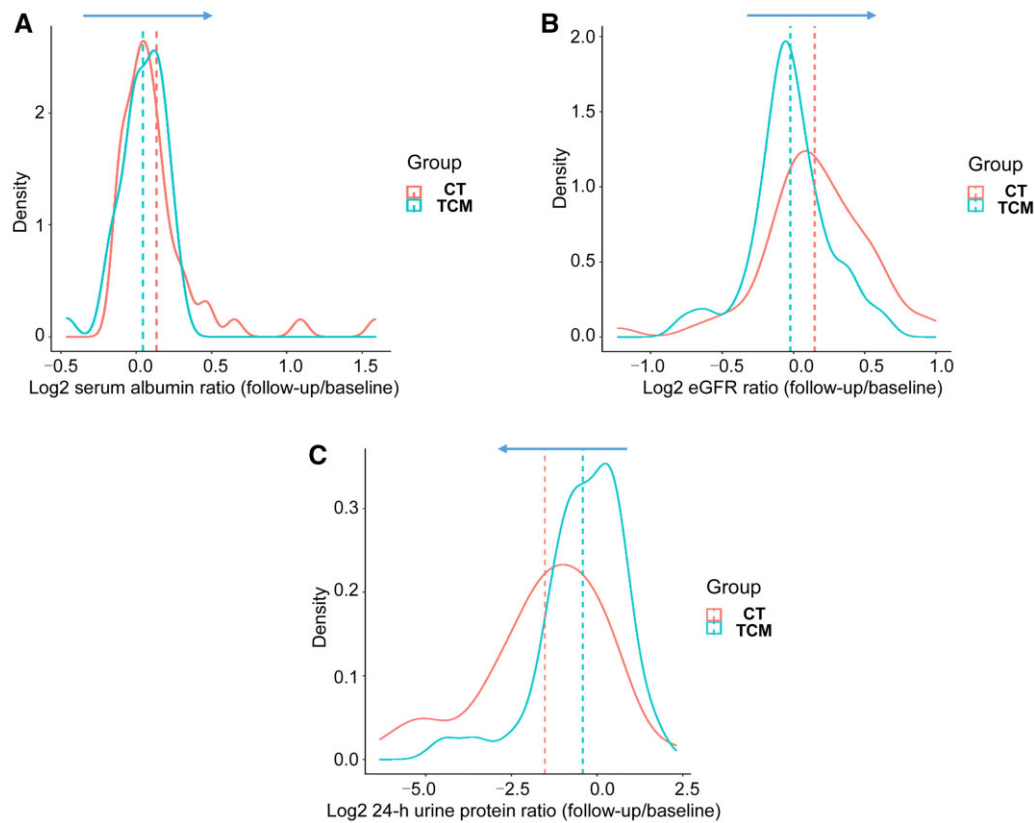 A
Density
2
1
0
−0.5
0.0
0.5
1.0
1.5
Log2 serum albumin ratio (follow-up/baseline)
Group
CT
TCM
B
Density
2.0
1.5
1.0
0.5
0.0
−1.0
−0.5
0.0
0.5
1.0
Log2 eGFR ratio (follow-up/baseline)
Group
CT
TCM
C
Density
0.3
0.2
0.1
0.0
−5.0
−2.5
0.0
2.5
Log2 24-h urine protein ratio (follow-up/baseline)
Group
CT
TCM